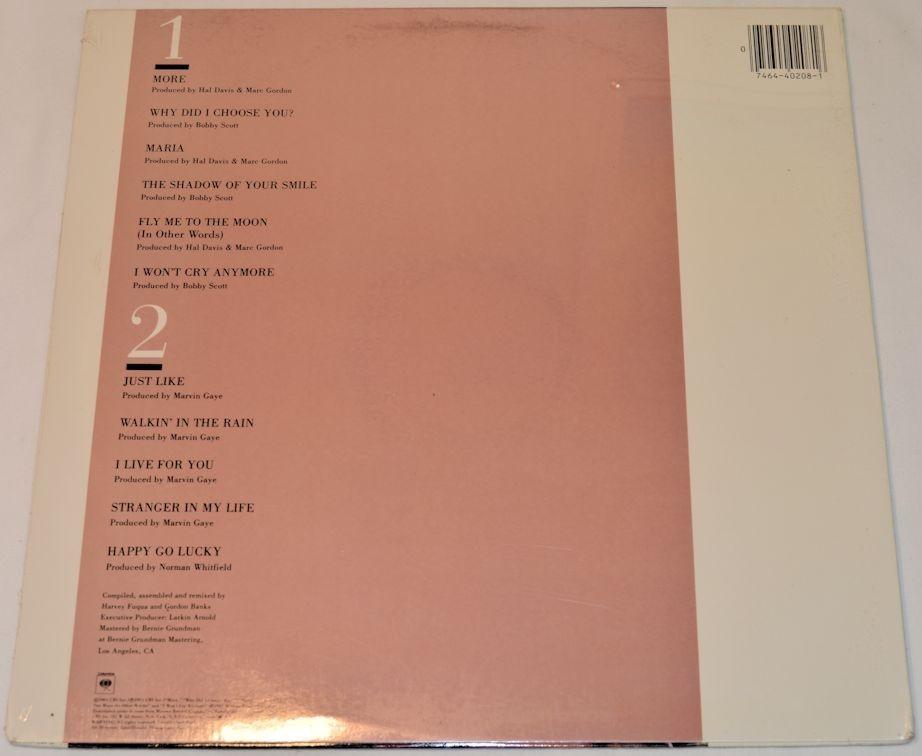 1
MORE
Produced by Hal Davis & Marc Gordon
WHY DID I CHOOSE YOU?
Produced by Bobby Scott
MARIA
Produced by Hal Davis & Marc Gordon
THE SHADOW OF YOUR SMILE
Produced by Bobby Scott
FLY ME TO THE MOON
(In Other Words)
Produced by Hal Davis & Marc Gordon
I WON'T CRY ANYMORE
Produced by Bobby Scott
2
JUST LIKE
Produced by Marvin Gaye
WALKIN' IN THE RAIN
Produced by Marvin Gaye
I LIVE FOR YOU
Produced by Marvin Gaye
STRANGER IN MY LIFE
Produced by Marvin Gaye
HAPPY GO LUCKY
Produced by Norman Whitfield
Compiled, assembled and remixed by
Harvey Fuqua and Gordon Banks
Executive Producer: Larkin Arnold
Mastered by Bernie Grundman
at Bernie Grundman Mastering,
Los Angeles, CA
0 7464-40208-1